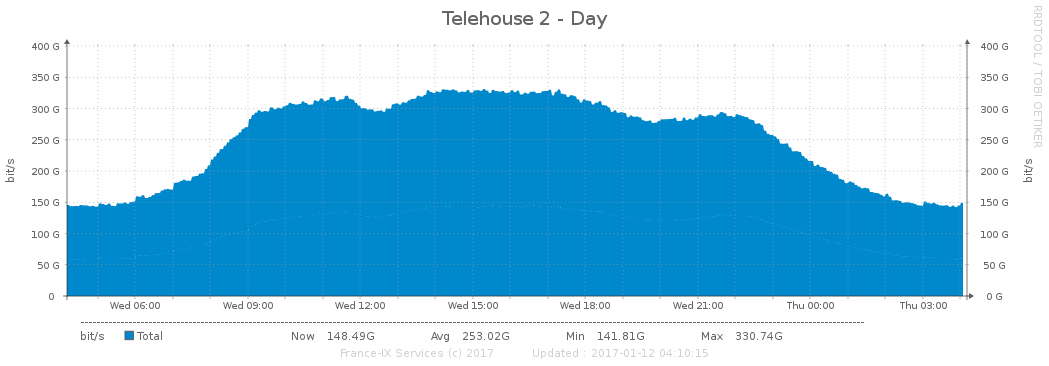 Telehouse 2 - Day
RRDTOOL / TOBI OETIKER
400 G 400 G
350 G 350 G
300 G 300 G
250 G 250 G
200 G 200 G
150 G 150 G
100 G 100 G
50 G 50 G
0 0 G
bit/s bit/s
Wed 06:00 Wed 09:00 Wed 12:00 Wed 15:00 Wed 18:00 Wed 21:00 Thu 00:00 Thu 03:00
bit/s Total Now 148.49G Avg 253.02G Min 141.81G Max 330.74G
France-IX Services (c) 2017 Updated : 2017-01-12 04:10:15